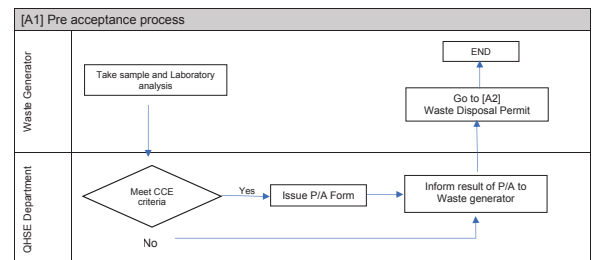 [A1] Pre acceptance process
Waste Generator
Take sample and Laboratory
analysis
END
Go to [A2]
Waste Disposal Permit
QHSE Department
Meet CCE
criteria
Yes
Issue P/A Form
Inform result of P/A to
Waste generator
No